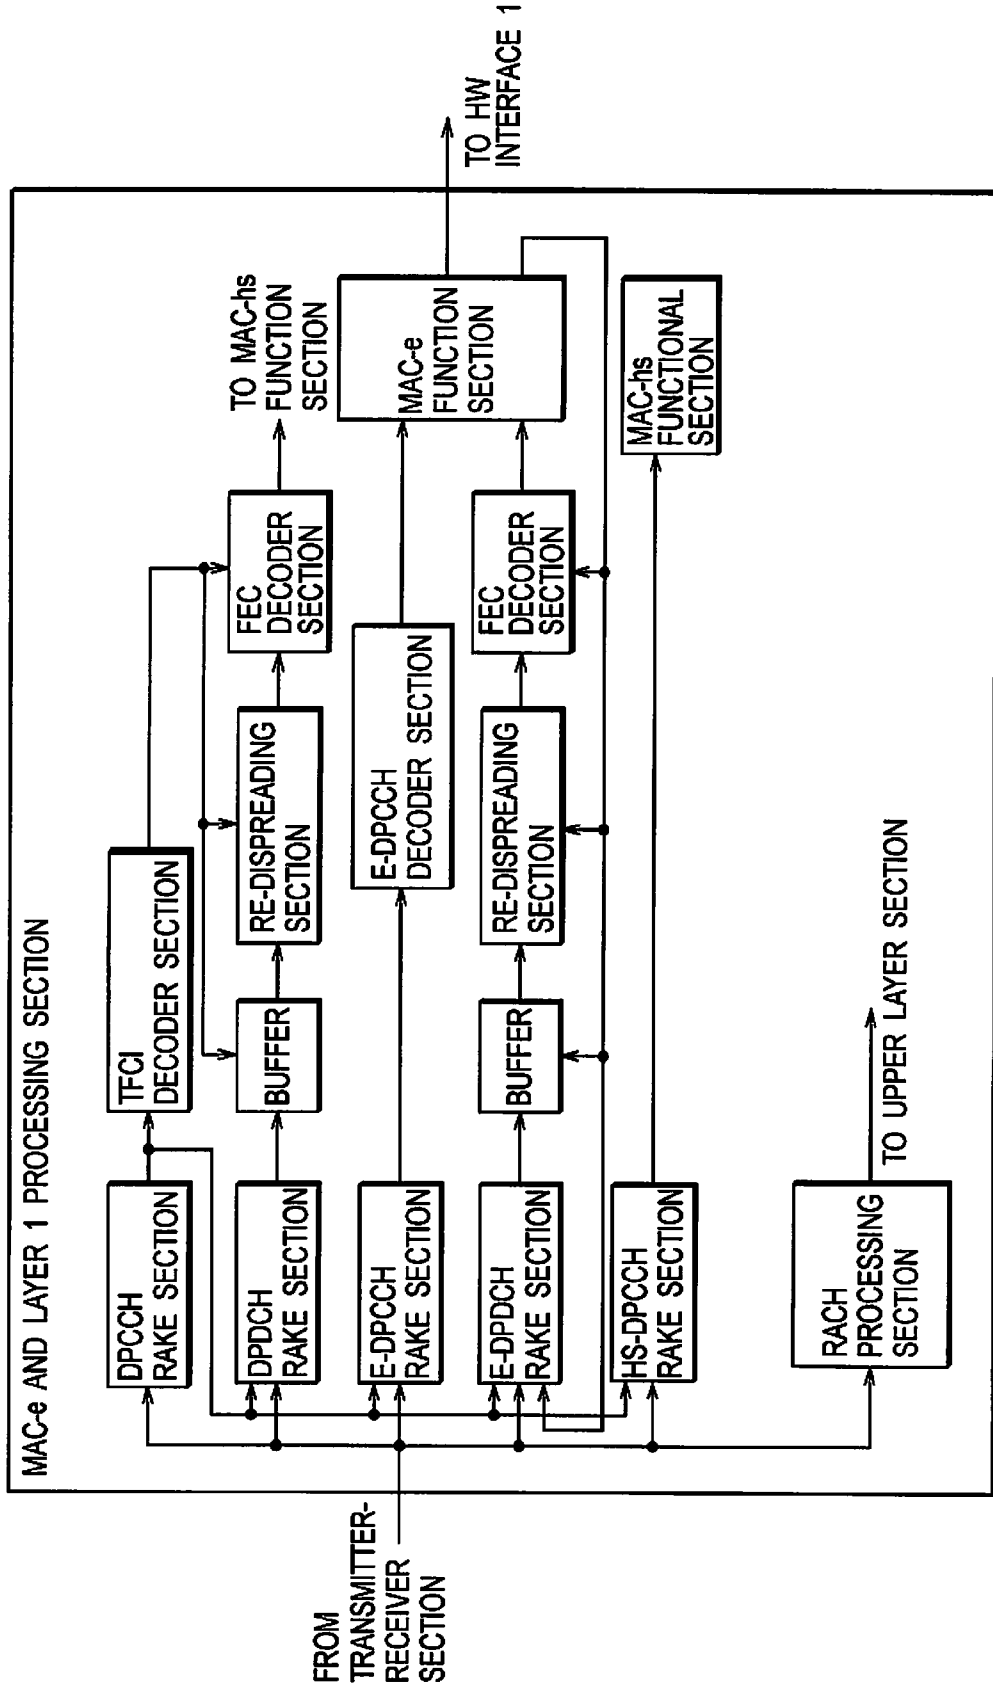 MAC-e AND LAYER 1 PROCESSING SECTION
FROM
TRANSMITTER-
RECEIVER
SECTION
DPCCH
RAKE SECTION
TFCI
DECODER SECTION
DPDCH
RAKE SECTION
BUFFER
RE-DISPREADING
SECTION
FEC
DECODER
SECTION
TO MAC-hs
FUNCTION
SECTION
E-DPCCH
RAKE SECTION
E-DPCCH
DECODER SECTION
MAC-e
FUNCTION
SECTION
TO HW
INTERFACE 1
E-DPDCH
RAKE SECTION
BUFFER
RE-DISPREADING
SECTION
FEC
DECODER
SECTION
HS-DPCCH
RAKE SECTION
MAC-hs
FUNCTIONAL
SECTION
RACH
PROCESSING
SECTION
TO UPPER LAYER SECTION